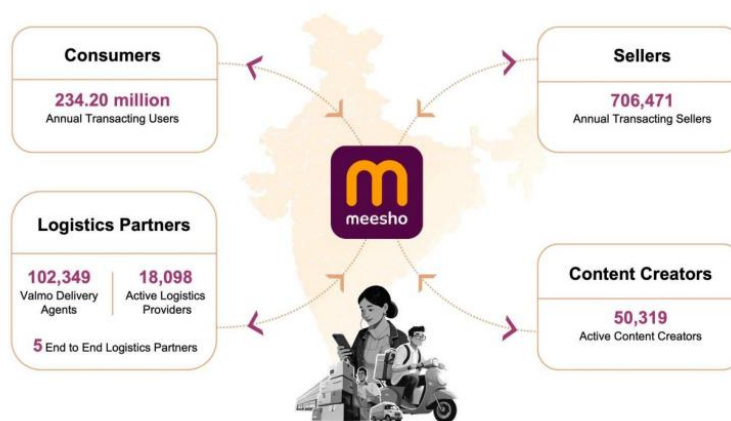 Consumers
234.20 million
Annual Transacting Users
Sellers
706,471
Annual Transacting Sellers
meesho
Logistics Partners
102,349
Valmo Delivery
Agents
18,098
Active Logistics
Providers
5 End to End Logistics Partners
Content Creators
50,319
Active Content Creators